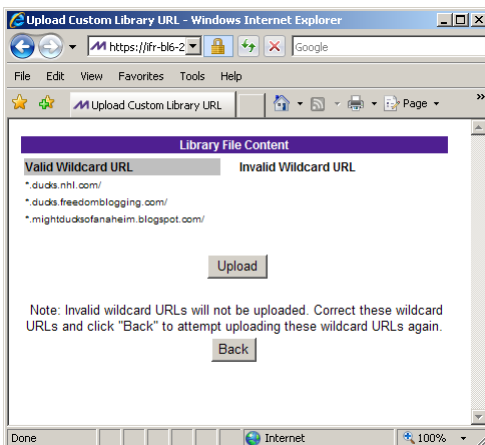 Upload Custom Library URL - Windows Internet Explorer
https://ifr-bl6-2
Google
File Edit View Favorites Tools Help
Upload Custom Library URL
Page
»
Library File Content
Valid Wildcard URL Invalid Wildcard URL
*.ducks.nhl.com/
*.ducks.freedomblogging.com/
*.mightducksofanaheim.blogspot.com/
Upload
Note: Invalid wildcard URLs will not be uploaded. Correct these wildcard
URLs and click "Back" to attempt uploading these wildcard URLs again.
Back
Done Internet 100%